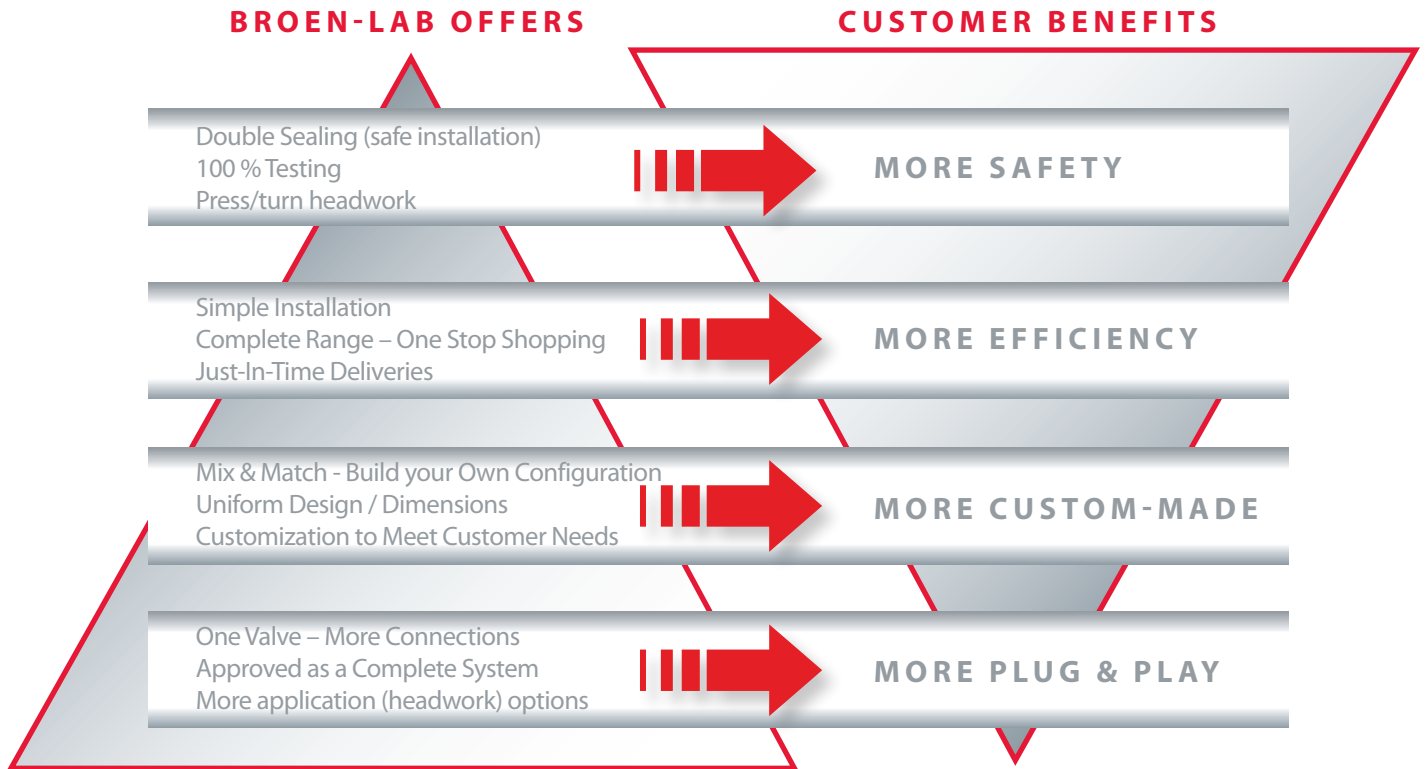 BROEN-LAB OFFERS
CUSTOMER BENEFITS
Double Sealing (safe installation)
100 % Testing
Press/turn headwork
MORE SAFETY
Simple Installation
Complete Range – One Stop Shopping
Just-In-Time Deliveries
MORE EFFICIENCY
Mix & Match - Build your Own Configuration
Uniform Design / Dimensions
Customization to Meet Customer Needs
MORE CUSTOM-MADE
One Valve – More Connections
Approved as a Complete System
More application (headwork) options
MORE PLUG & PLAY